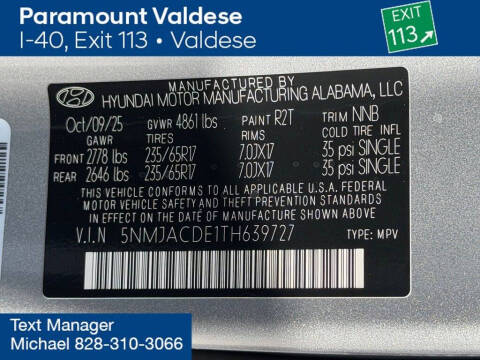 Paramount Valdese
I-40, Exit 113 • Valdese
EXIT
113
MANUFACTURED BY
HYUNDAI MOTOR MANUFACTURING ALABAMA, LLC
Oct/09/25 GVWR 4861 lbs PAINT R2T TRIM NNB
GAWR TIRES RIMS COLD TIRE INFL
FRONT 2778 lbs 235/65R17 7.0JX17 35 psi SINGLE
REAR 2646 lbs 235/65R17 7.0JX17 35 psi SINGLE
THIS VEHICLE CONFORMS TO ALL APPLICABLE U.S.A. FEDERAL
MOTOR VEHICLE SAFETY AND THEFT PREVENTION STANDARDS
IN EFFECT ON THE DATE OF MANUFACTURE SHOWN ABOVE.
V.I.N 5NMJACDE1TH639727 TYPE: MPV
Text Manager
Michael 828-310-3066